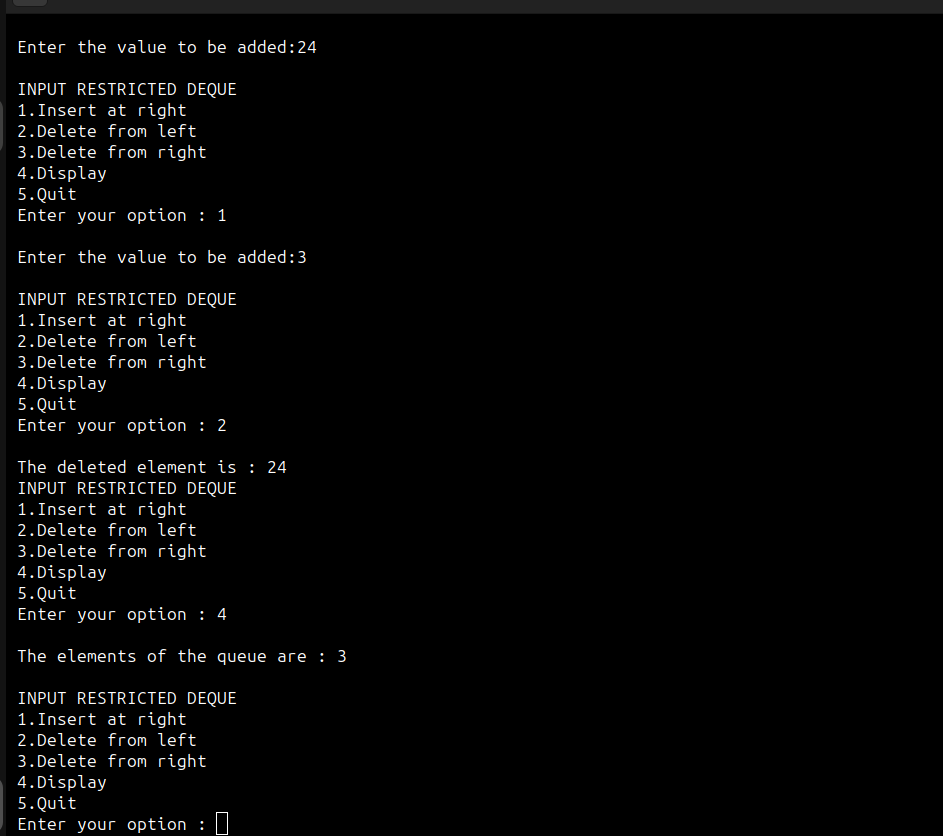 Enter the value to be added:24
INPUT RESTRICTED DEQUE
1.Insert at right
2.Delete from left
3.Delete from right
4.Display
5.Quit
Enter your option : 1
Enter the value to be added:3
INPUT RESTRICTED DEQUE
1.Insert at right
2.Delete from left
3.Delete from right
4.Display
5.Quit
Enter your option : 2
The deleted element is : 24
INPUT RESTRICTED DEQUE
1.Insert at right
2.Delete from left
3.Delete from right
4.Display
5.Quit
Enter your option : 4
The elements of the queue are : 3
INPUT RESTRICTED DEQUE
1.Insert at right
2.Delete from left
3.Delete from right
4.Display
5.Quit
Enter your option :